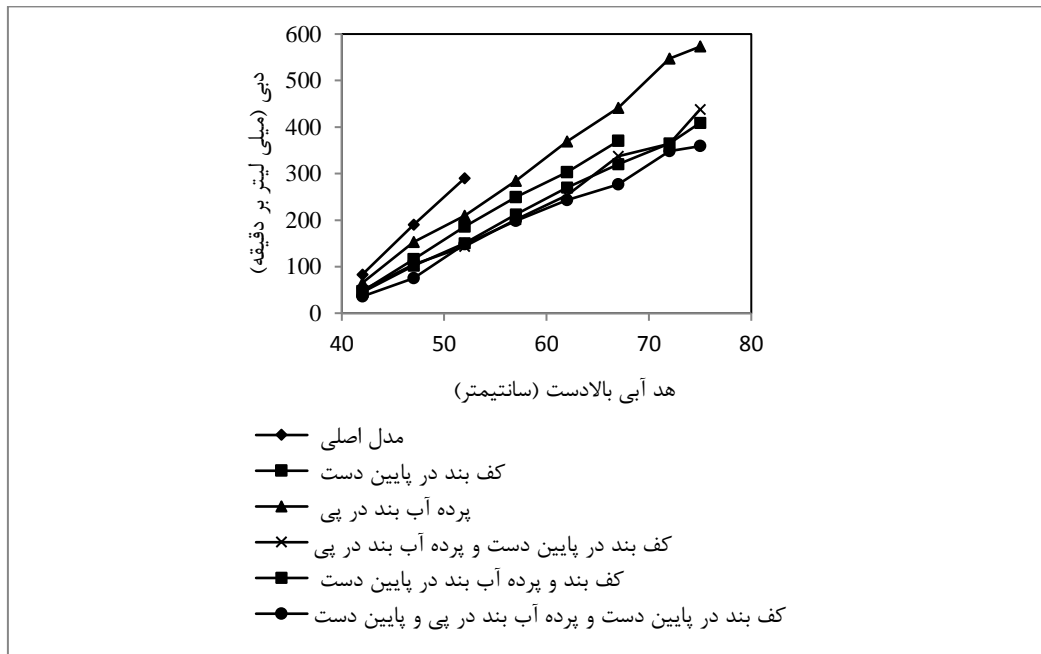 600
500
400
300
200
100
0
دبی (میلی لیتر بر دقیقه)
40 50 60 70 80
هد آبی بالادست (سانتیمتر)
مدل اصلی
کف بند در پایین دست
پرده آب بند در پی
کف بند در پایین دست و پرده آب بند در پی
کف بند و پرده آب بند در پایین دست
کف بند در پایین دست و پرده آب بند در پی و پایین دست